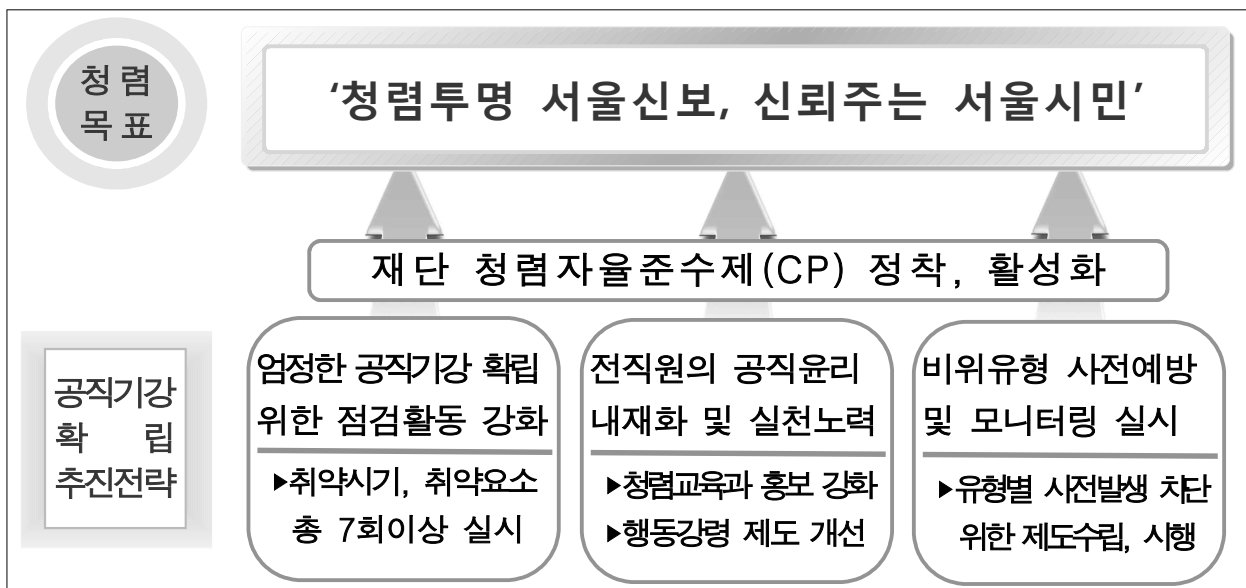 청 렴
목 표
‘청렴투명 서울신보, 신뢰주는 서울시민’
재단 청렴자율준수제(CP) 정착, 활성화
공직기강
확 립
추진전략
엄정한 공직기강 확립
위한 점검활동 강화
▶취약시기, 취약요소
총 7회이상 실시
전직원의 공직윤리
내재화 및 실천노력
▶청렴교육과 홍보 강화
▶행동강령 제도 개선
비위유형 사전예방
및 모니터링 실시
▶유형별 사전발생 차단
위한 제도수립, 시행